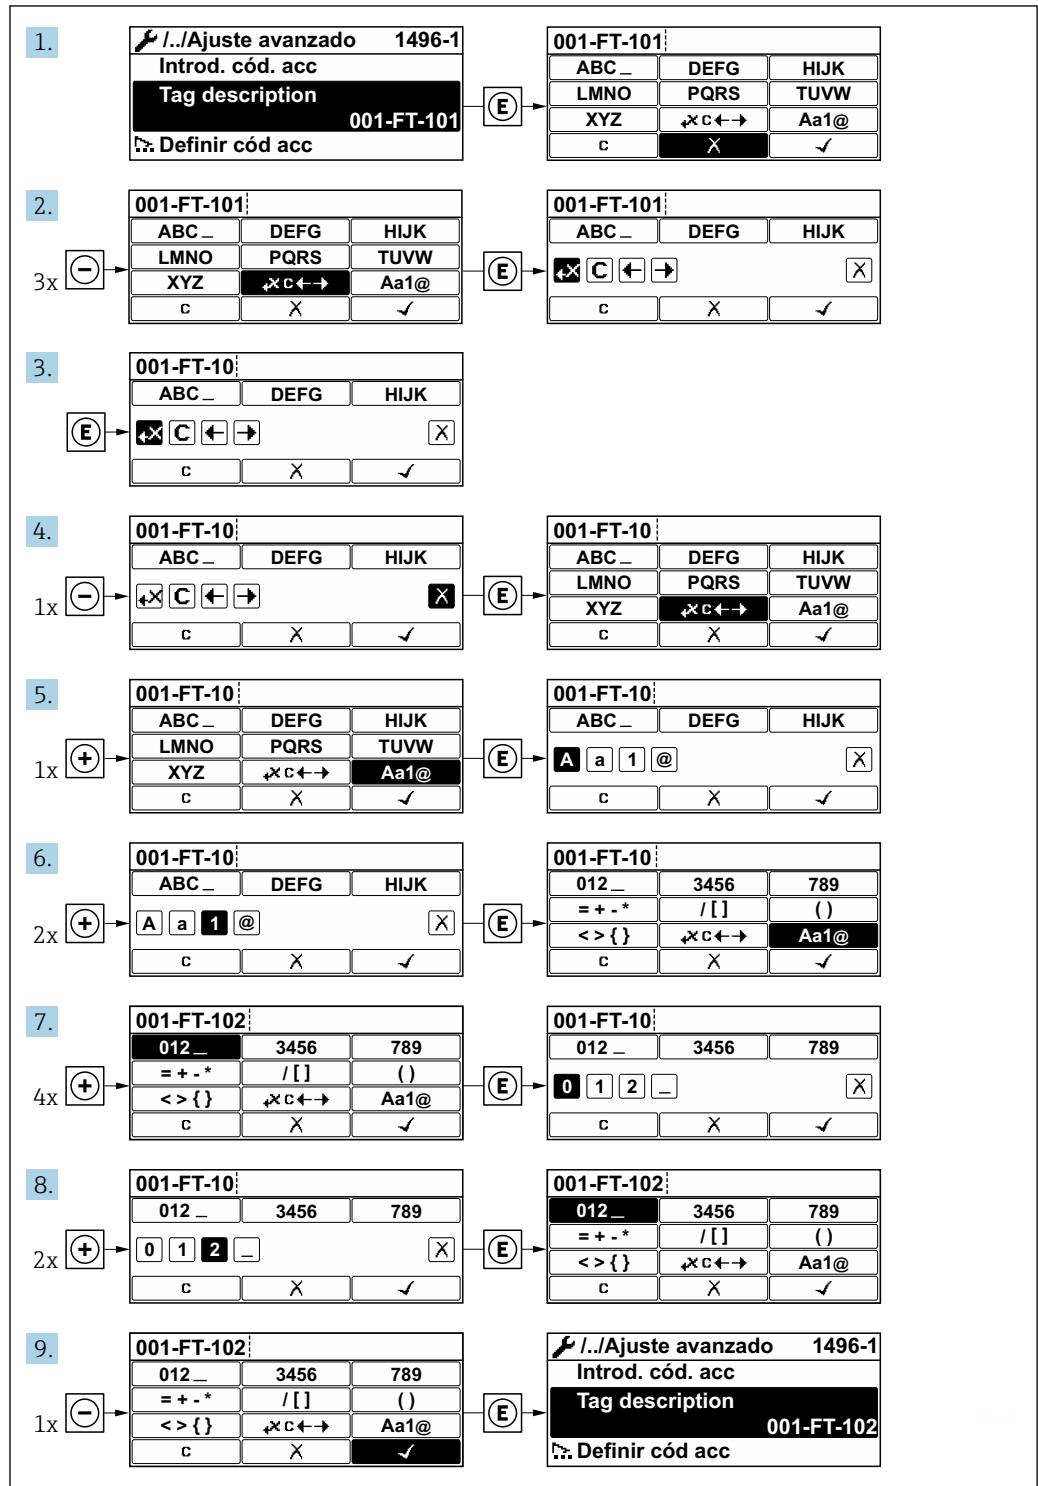 1.
/../Ajuste avanzado 1496-1
Introd. cód. acc
Tag description
001-FT-101
Definir cód acc
E
001-FT-101
ABC_ DEFG HIJK
LMNO PQRS TUVW
XYZ C←→ Aa1@
C X ✓
2.
3x
001-FT-101
ABC_ DEFG HIJK
LMNO PQRS TUVW
XYZ C←→ Aa1@
C X ✓
E
001-FT-101
ABC_ DEFG HIJK
C ← → X
C X ✓
3.
E
001-FT-10
ABC_ DEFG HIJK
C ← → X
C X ✓
4.
1x
001-FT-10
ABC_ DEFG HIJK
C ← → X
C X ✓
E
001-FT-10
ABC_ DEFG HIJK
LMNO PQRS TUVW
XYZ C←→ Aa1@
C X ✓
5.
1x
001-FT-10
ABC_ DEFG HIJK
LMNO PQRS TUVW
XYZ C←→ Aa1@
C X ✓
E
001-FT-10
ABC_ DEFG HIJK
A a 1 @ X
C X ✓
6.
2x
001-FT-10
ABC_ DEFG HIJK
A a 1 @ X
C X ✓
E
001-FT-10
012_ 3456 789
=+-* /[] ()
<>{} C←→ Aa1@
C X ✓
7.
4x
001-FT-102
012_ 3456 789
=+-* /[] ()
<>{} C←→ Aa1@
C X ✓
E
001-FT-10
012_ 3456 789
0 1 2 _ X
C X ✓
8.
2x
001-FT-10
012_ 3456 789
0 1 2 _ X
C X ✓
E
001-FT-102
012_ 3456 789
=+-* /[] ()
<>{} C←→ Aa1@
C X ✓
9.
1x
001-FT-102
012_ 3456 789
=+-* /[] ()
<>{} C←→ Aa1@
C X ✓
E
/../Ajuste avanzado 1496-1
Introd. cód. acc
Tag description
001-FT-102
Definir cód acc